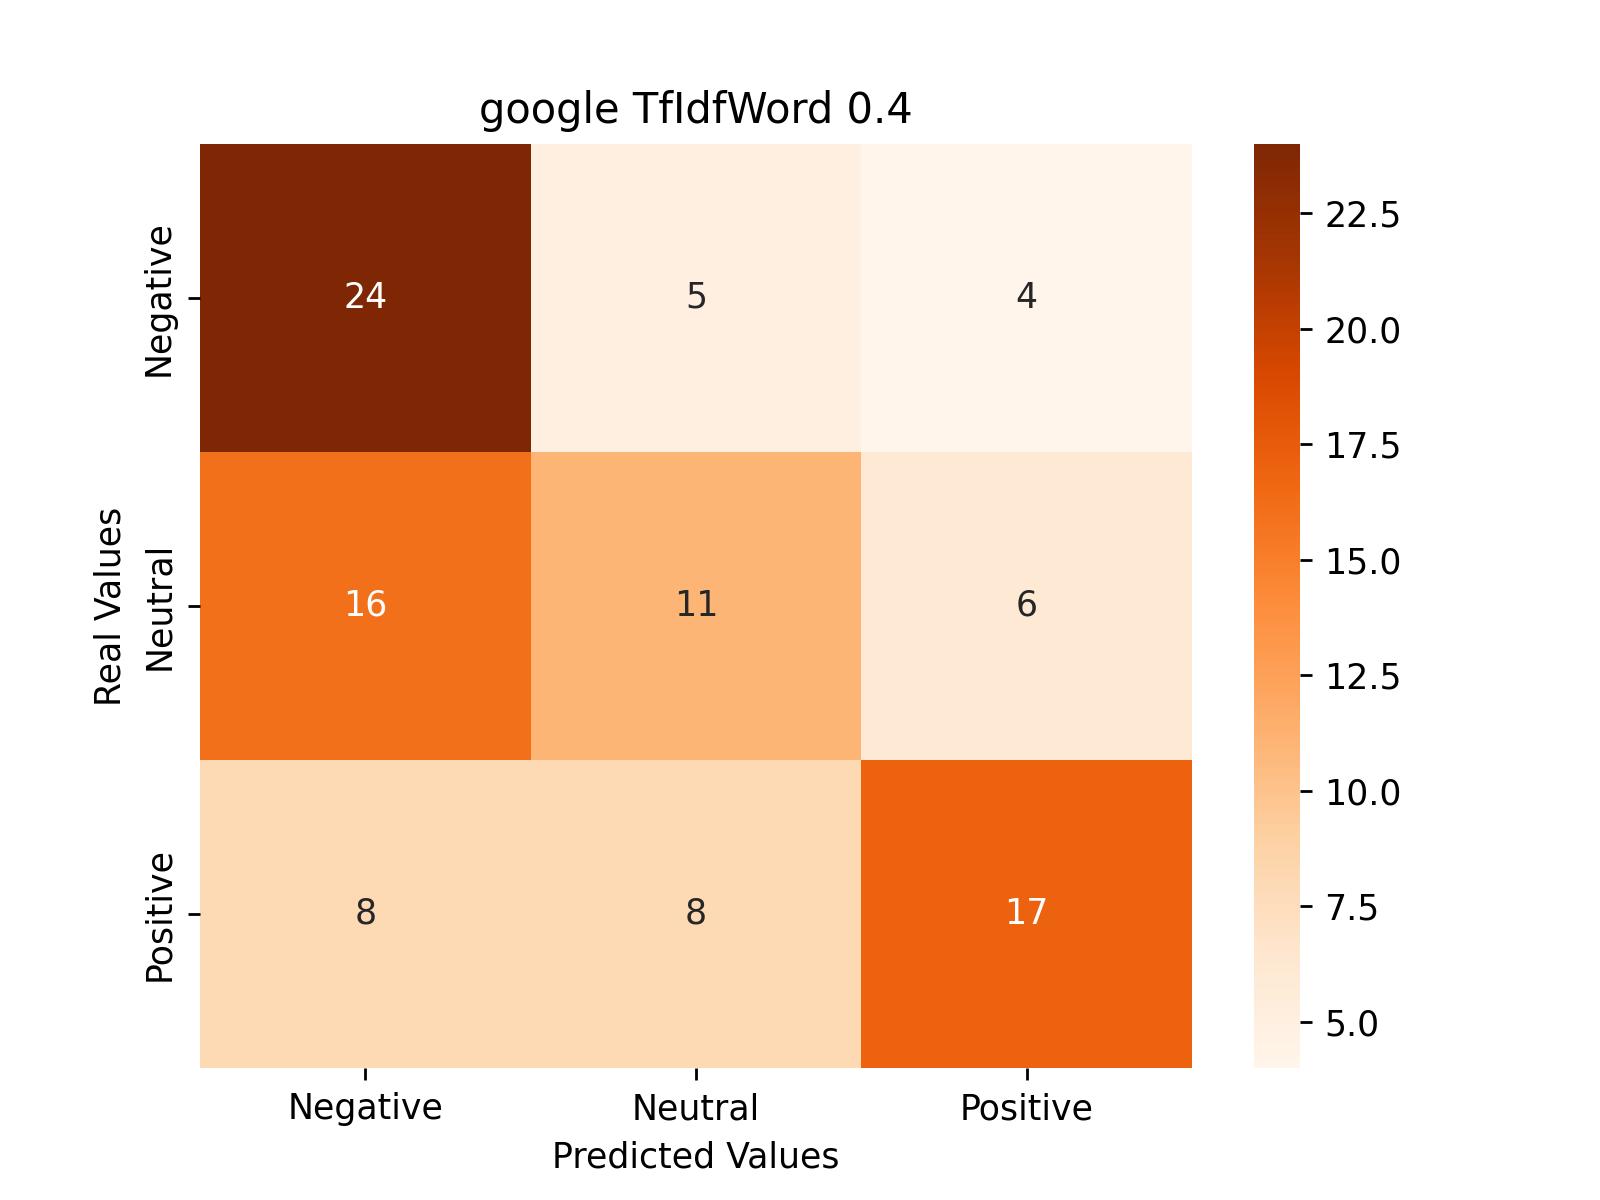 google TfIdfWord 0.4
Real Values
Negative
24 5 4
Neutral
16 11 6
Positive
8 8 17
Negative Neutral Positive
Predicted Values
22.5
20.0
17.5
15.0
12.5
10.0
7.5
5.0